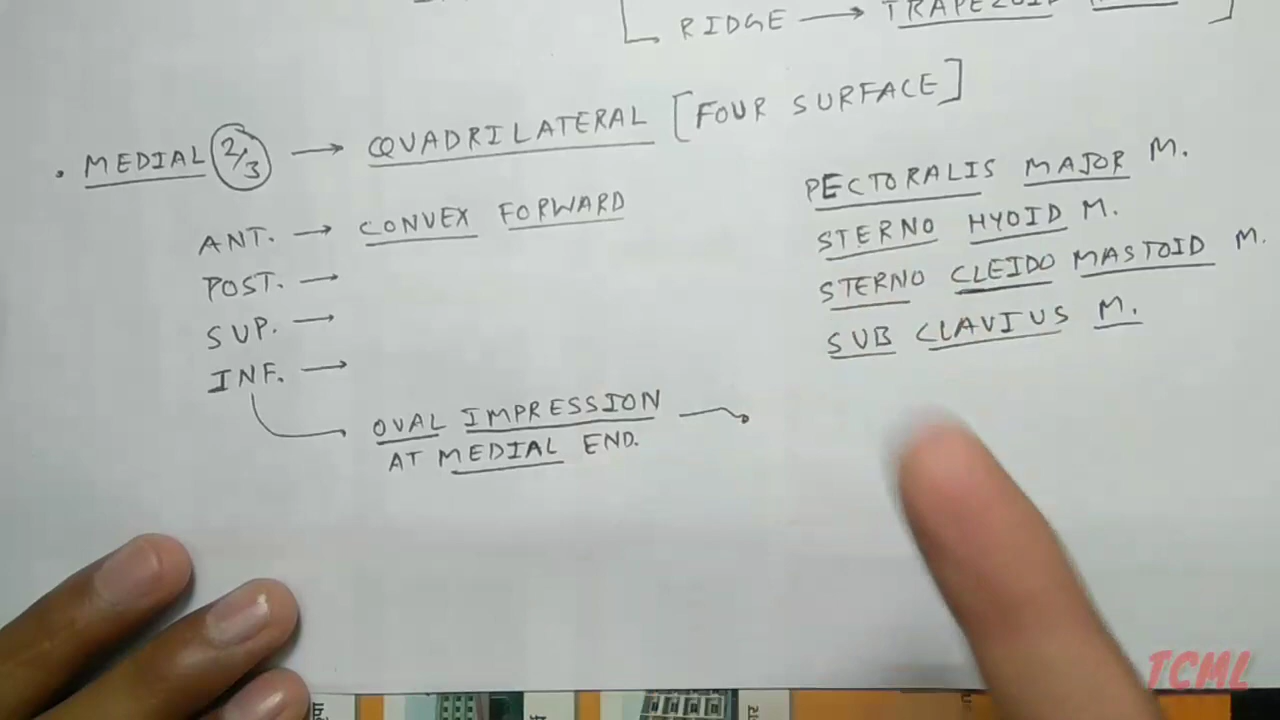 RIDGE → TRAPEZOID
. MEDIAL 2/3 → QUADRILATERAL [FOUR SURFACE]
ANT. → CONVEX FORWARD
POST. →
SUP. →
INF. →
OVAL IMPRESSION
AT MEDIAL END.
PECTORALIS MAJOR M.
STERNO HYOID M.
STERNO CLEIDO MASTOID M.
SUB CLAVIUS M.
TCML